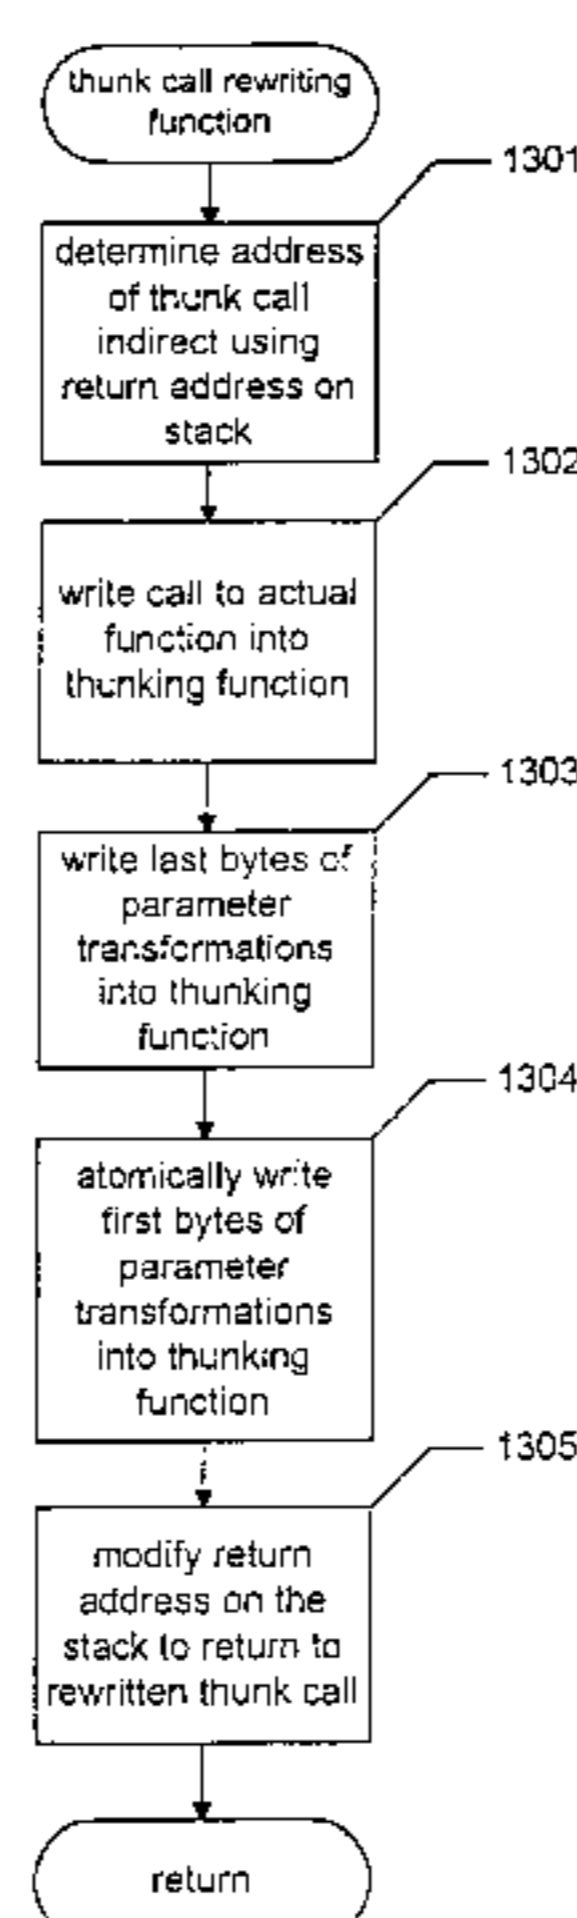 thunk call rewriting
function
1301
determine address
of thunk call
indirect using
return address on
stack
1302
write call to actual
function into
thunking function
1303
write last bytes of
parameter
transformations
into thunking
function
1304
atomically write
first bytes of
parameter
transformations
into thunking
function
1305
modify return
address on the
stack to return to
rewritten thunk call
return